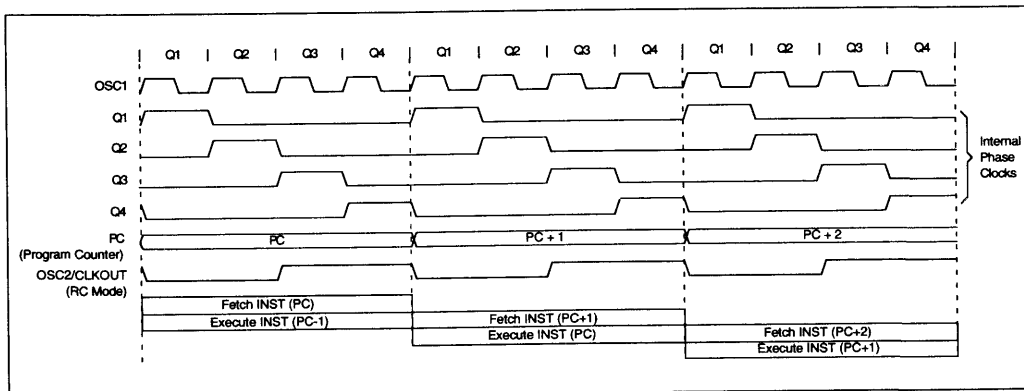 Q1 | Q2 | Q3 | Q4 | Q1 | Q2 | Q3 | Q4 | Q1 | Q2 | Q3 | Q4
OSC1
Q1
Q2
Q3
Q4
Internal
Phase
Clocks
PC
(Program Counter)
PC
PC + 1
PC + 2
OSC2/CLKOUT
(RC Mode)
Fetch INST (PC)
Execute INST (PC-1)
Fetch INST (PC+1)
Execute INST (PC)
Fetch INST (PC+2)
Execute INST (PC+1)